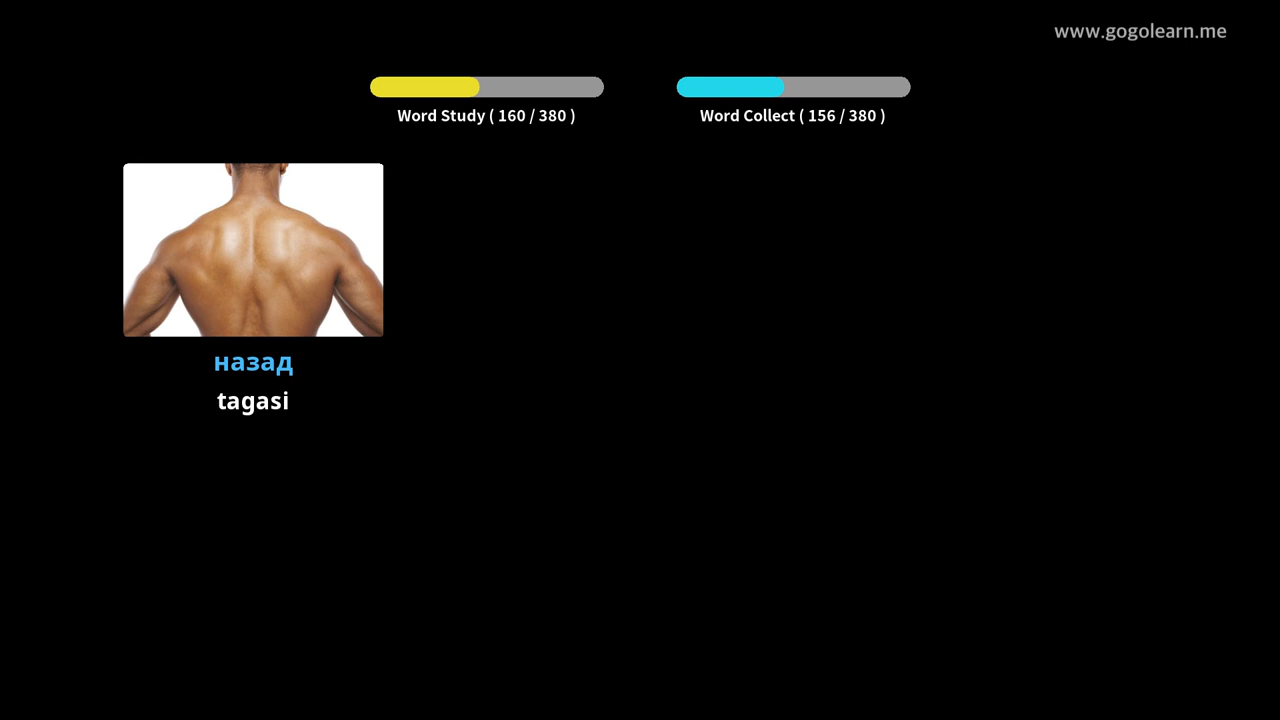 www.gogolearn.me
Word Study ( 160 / 380 )
Word Collect ( 156 / 380 )
назад
tagasi